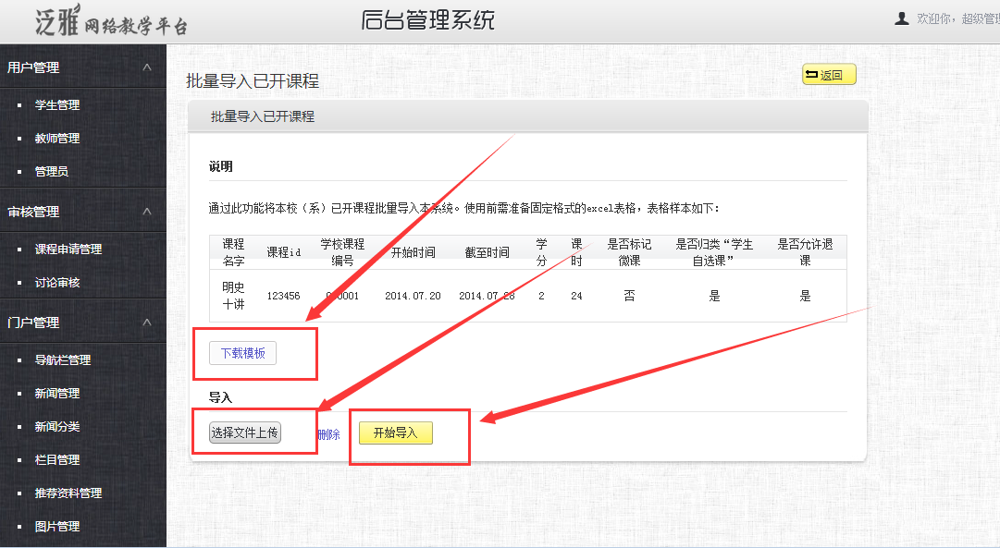 泛雅 网络教学平台
后台管理系统
欢迎你，超级管理
用户管理
学生管理
教师管理
管理员
审核管理
课程申请管理
讨论审核
门户管理
导航栏管理
新闻管理
新闻分类
栏目管理
推荐资料管理
图片管理
批量导入已开课程
返回
批量导入已开课程
说明
通过此功能将本校（系）已开课程批量导入本系统。使用前需准备固定格式的excel表格，表格样本如下：
课程名字 课程id 学校课程编号 开始时间 截至时间 学分 课时 是否标记微课 是否归类“学生自选课” 是否允许退课
明史十讲 123456 2014.07.20 2014.07.28 2 24 否 是 是
下载模板
导入
选择文件上传 删除 开始导入